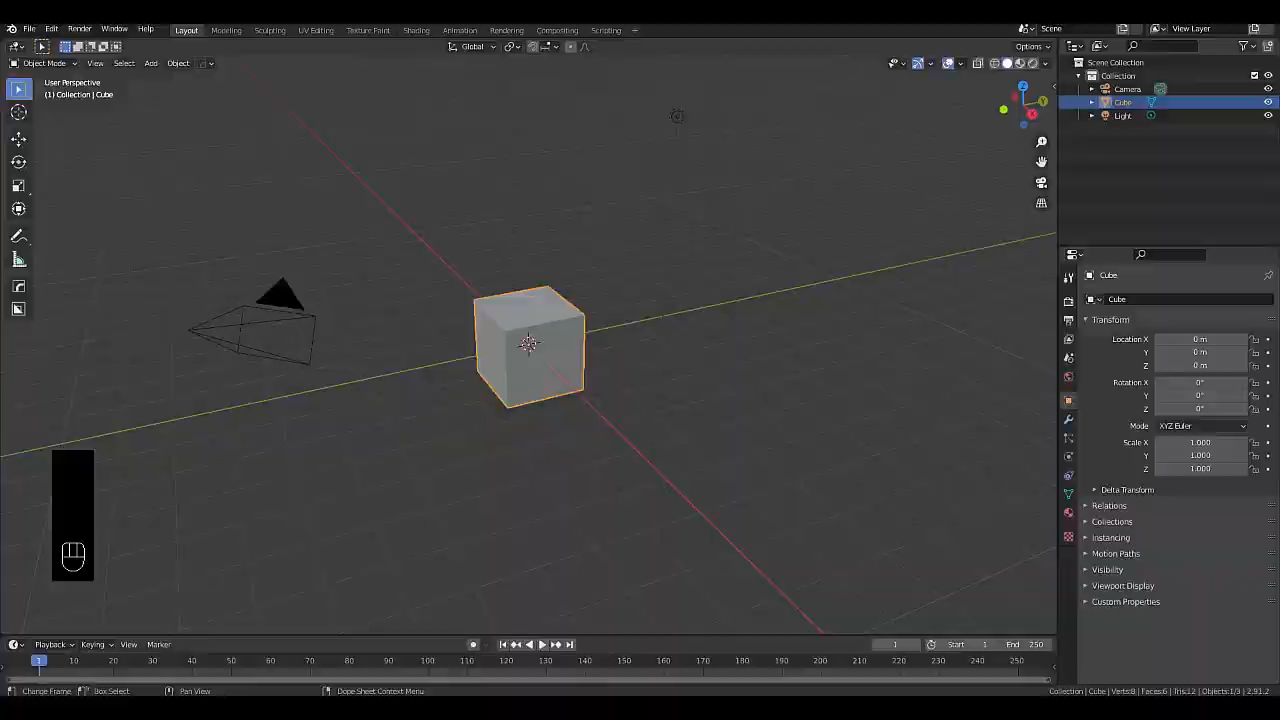 File Edit Render Window Help Layout Modeling Sculpting UV Editing Texture Paint Shading Animation Rendering Compositing Scripting + Scene View Layer
Global Options
Object Mode View Select Add Object
User Perspective
(1) Collection | Cube
Scene Collection
Collection
Camera
Cube
Light
Cube
Cube
Transform
Location X 0 m
Y 0 m
Z 0 m
Rotation X 0°
Y 0°
Z 0°
Mode XYZ Euler
Scale X 1.000
Y 1.000
Z 1.000
Delta Transform
Relations
Collections
Instancing
Motion Paths
Visibility
Viewport Display
Custom Properties
Playback Keying View Marker 1 Start 1 End 250
1 10 20 30 40 50 60 70 80 90 100 110 120 130 140 150 160 170 180 190 200 210 220 230 240 250
Change Frame Box Select Pan View Dope Sheet Context Menu Collection | Cube | Verts:8 | Faces:6 | Tris:12 | Objects:1/3 | 2.91.2